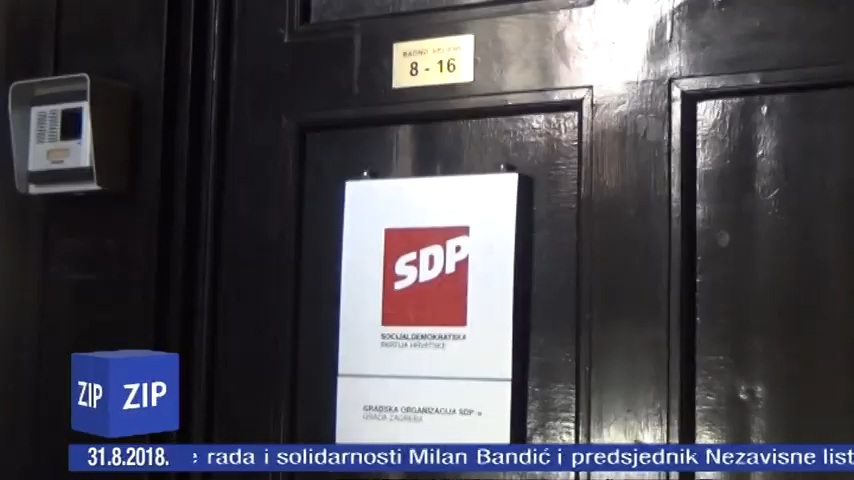 RADNO VRIJEME
8 - 16
SDP
SOCIJALDEMOKRATSKA
PARTIJA HRVATSKE
GRADSKA ORGANIZACIJA SDP-a
GRADA ZAGREBA
ZIP ZIP
31.8.2018. e rada i solidarnosti Milan Bandić i predsjednik Nezavisne list